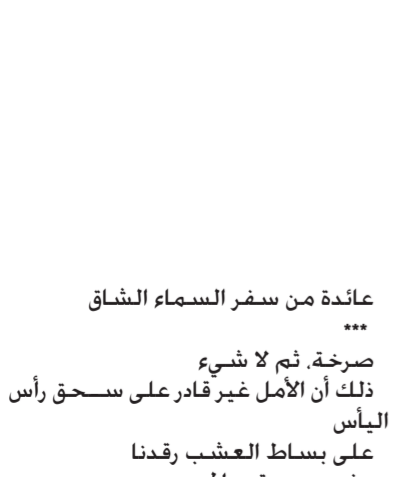 عائدة من سفر السماء الشاق
***
صرخة، ثم لا شيء
ذلك أن الأمل غير قادر على سحق رأس
اليأس
على بساط العشب رقدنا